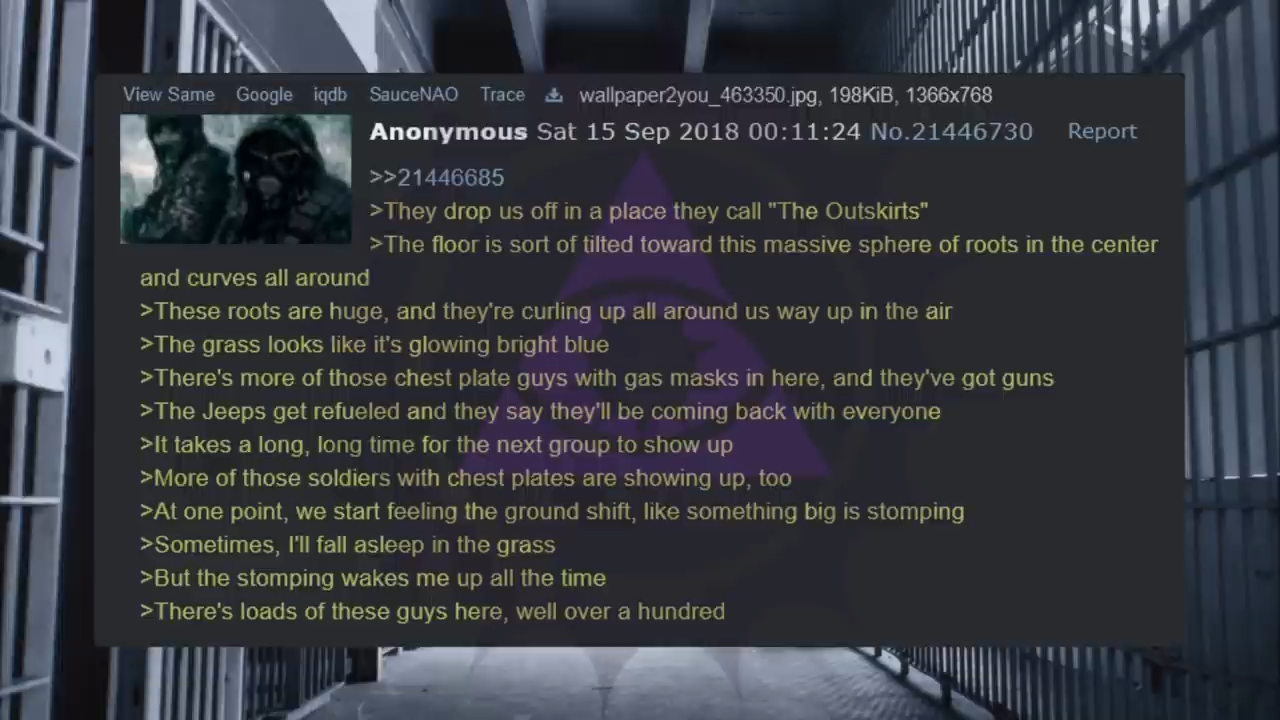 View Same Google iqdb SauceNAO Trace wallpaper2you_463350.jpg, 198KiB, 1366x768
Anonymous Sat 15 Sep 2018 00:11:24 No.21446730 Report
>>21446685
>They drop us off in a place they call "The Outskirts"
>The floor is sort of tilted toward this massive sphere of roots in the center
and curves all around
>These roots are huge, and they're curling up all around us way up in the air
>The grass looks like it's glowing bright blue
>There's more of those chest plate guys with gas masks in here, and they've got guns
>The Jeeps get refueled and they say they'll be coming back with everyone
>It takes a long, long time for the next group to show up
>More of those soldiers with chest plates are showing up, too
>At one point, we start feeling the ground shift, like something big is stomping
>Sometimes, I'll fall asleep in the grass
>But the stomping wakes me up all the time
>There's loads of these guys here, well over a hundred